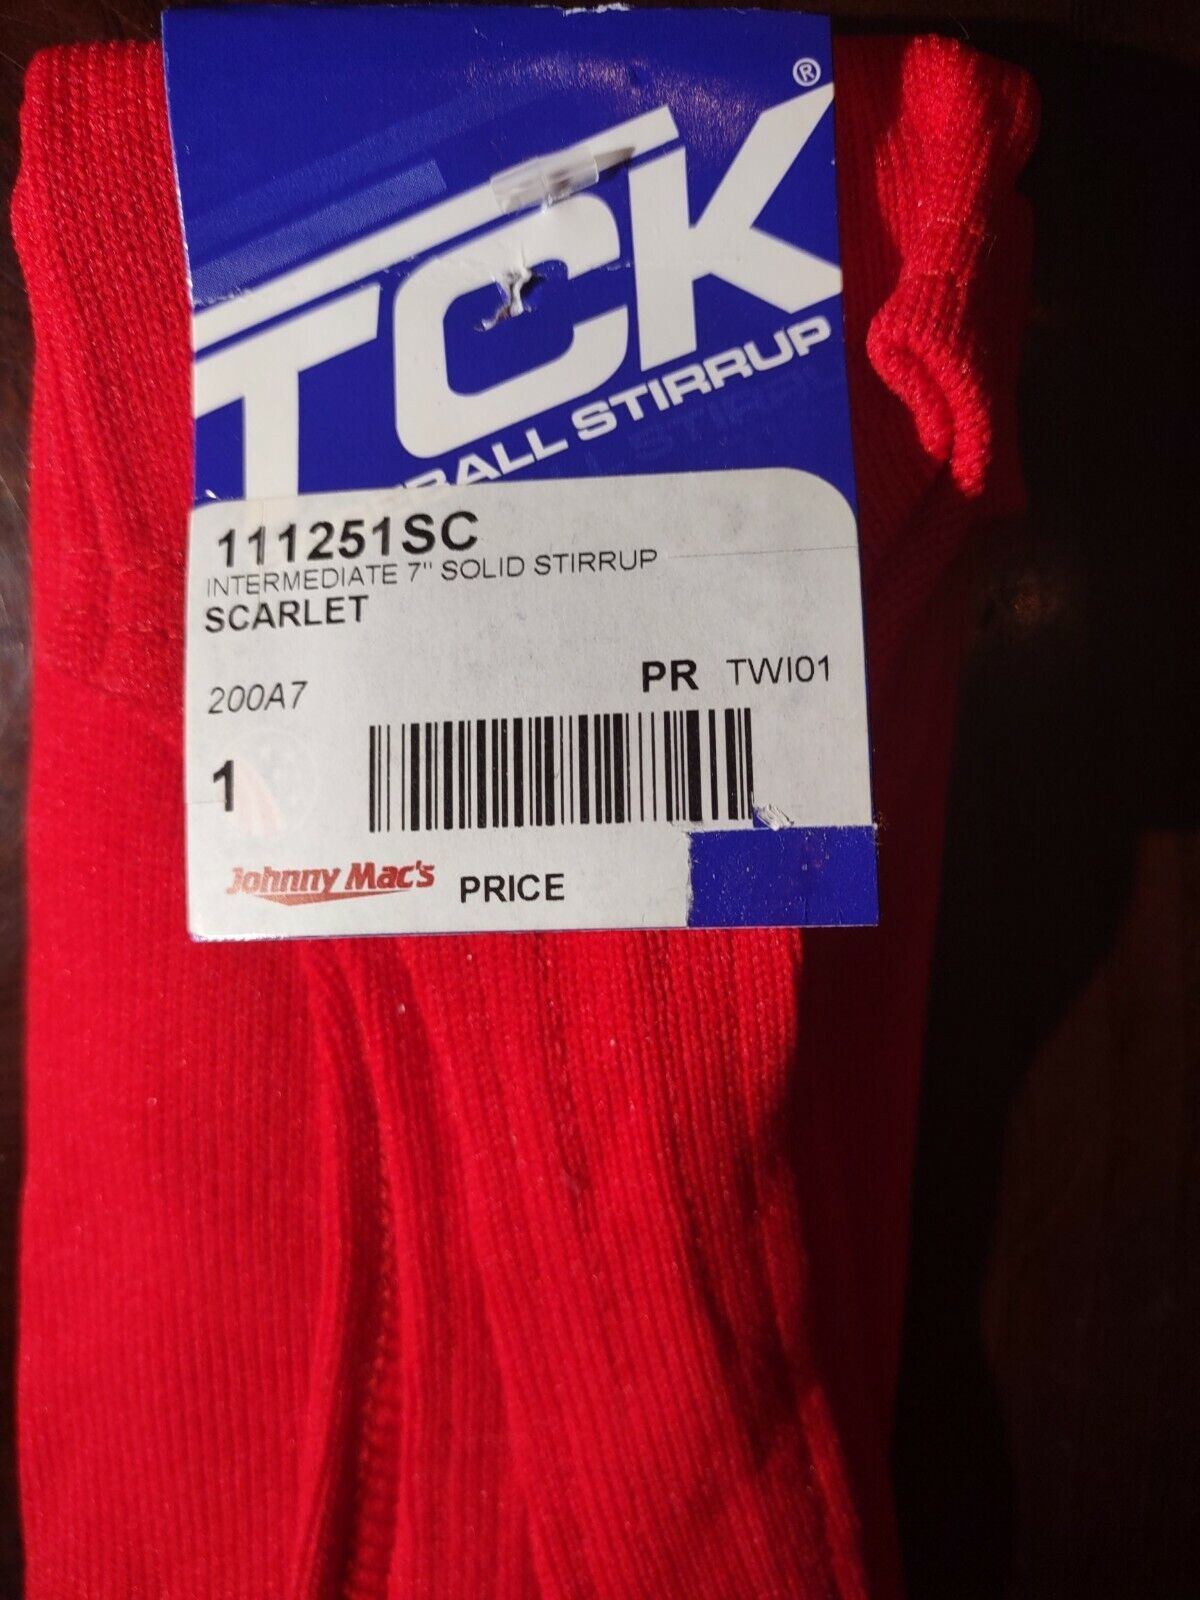 TCK®
BALL STIRRUP
111251SC
INTERMEDIATE 7" SOLID STIRRUP
SCARLET
200A7 PR TWI01
1
Johnny Mac's PRICE